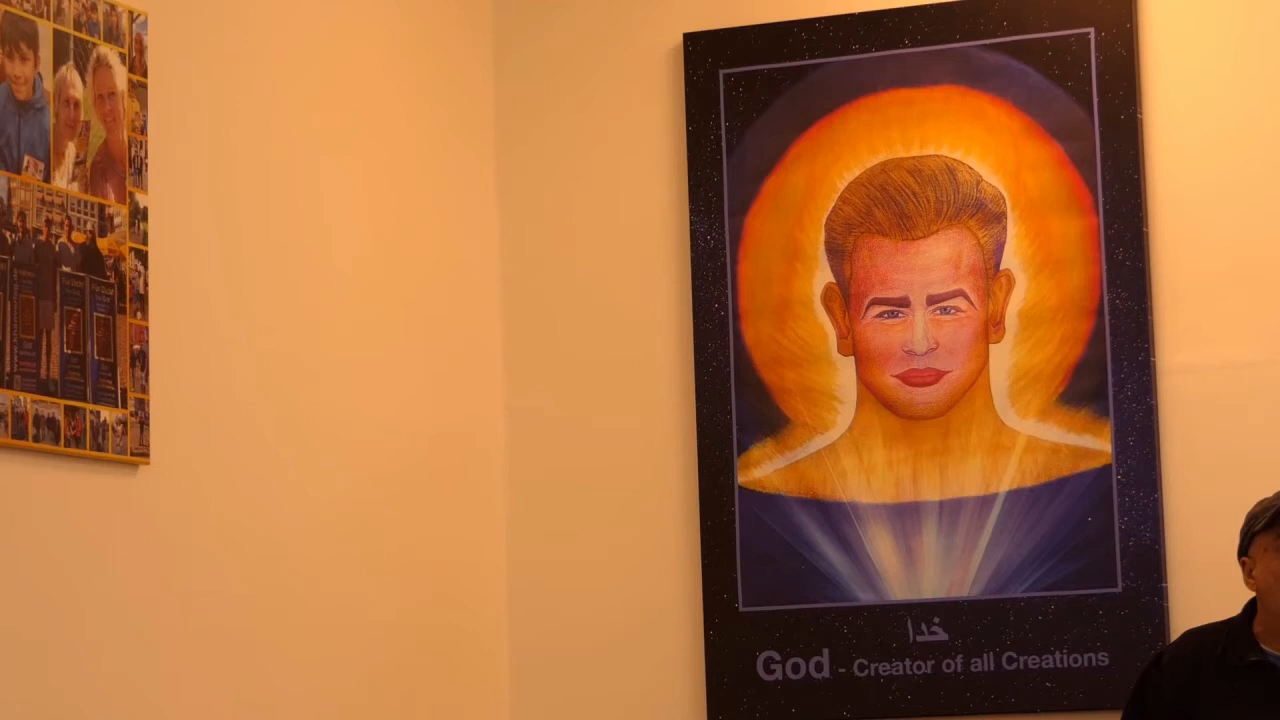 خدا
God - Creator of all Creations